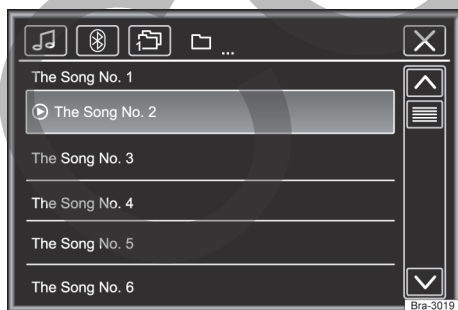 ...
The Song No. 1
The Song No. 2
The Song No. 3
The Song No. 4
The Song No. 5
The Song No. 6
Bra-3019